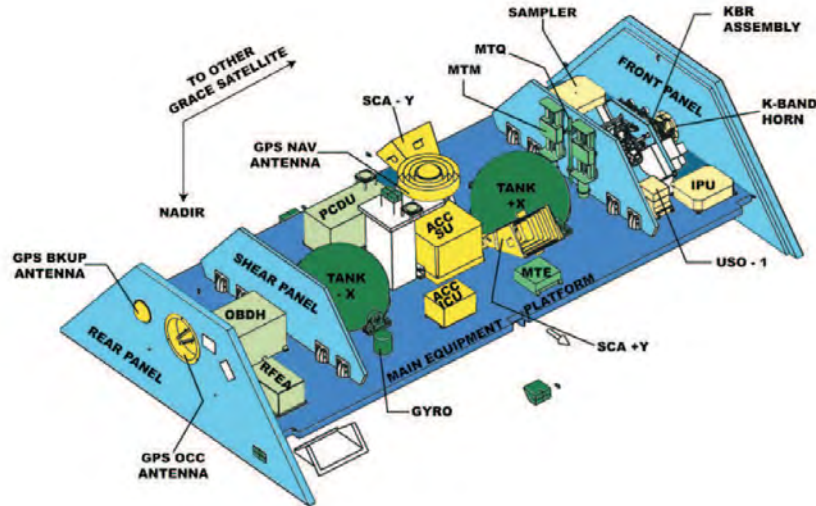 SAMPLER
KBR
ASSEMBLY
MTQ
MTM
FRONT PANEL
K-BAND
HORN
TO OTHER
GRACE SATELLITE
SCA - Y
GPS NAV
ANTENNA
NADIR
PCDU
TANK
+X
IPU
ACC
SU
USO - 1
GPS BKUP
ANTENNA
SHEAR PANEL
TANK
- X
MTE
ACC
ICU
OBDH
MAIN EQUIPMENT - PLATFORM
SCA +Y
REAR PANEL
RFEA
GYRO
GPS OCC
ANTENNA